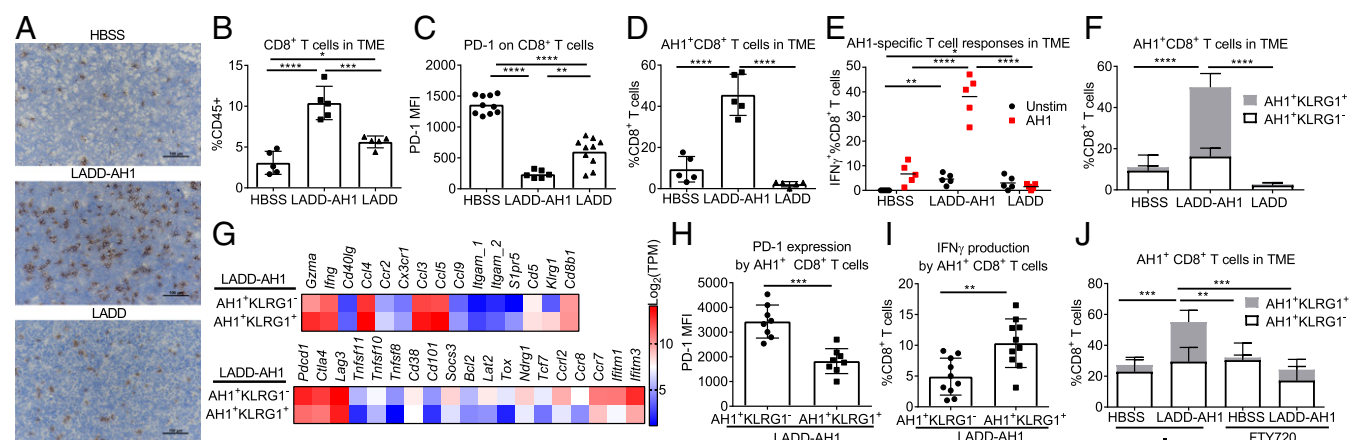 A
HBSS
LADD-AH1
LADD
B
CD8+ T cells in TME
*
**** ***
%CD45+
15
10
5
0
HBSS LADD-AH1 LADD
C
PD-1 on CD8+ T cells
****
**** **
PD-1 MFI
2000
1500
1000
500
0
HBSS LADD-AH1 LADD
D
AH1+CD8+ T cells in TME
**** ****
%CD8+ T cells
60
40
20
0
HBSS LADD-AH1 LADD
E
AH1-specific T cell responses in TME
*
**** ****
**
IFNγ+%CD8+ T cells
50
40
30
20
10
0
Unstim
AH1
HBSS LADD-AH1 LADD
F
AH1+CD8+ T cells in TME
**** ****
%CD8+ T cells
60
40
20
0
AH1+KLRG1+
AH1+KLRG1-
HBSS LADD-AH1 LADD
G
Gzma Ifng Cd40lg Ccl4 Ccr2 Cx3cr1 Ccl3 Ccl5 Ccl9 Itgam_1 Itgam_2 S1pr5 Cd5 Klrg1 Cd8b1
LADD-AH1
AH1+KLRG1-
AH1+KLRG1+
Pdcd1 Ctla4 Lag3 Tnfsf11 Tnfsf10 Tnfsf8 Cd38 Cd101 Socs3 Bcl2 Lat2 Tox Ndrg1 Tcf7 Ccrl2 Ccr8 Ccr7 Ifitm1 Ifitm3
LADD-AH1
AH1+KLRG1-
AH1+KLRG1+
Log2(TPM)
10
5
H
PD-1 expression
by AH1+ CD8+ T cells
***
PD-1 MFI
5000
4000
3000
2000
1000
0
AH1+KLRG1- AH1+KLRG1+
LADD-AH1
I
IFNγ production
by AH1+ CD8+ T cells
**
%CD8+ T cells
20
15
10
5
0
AH1+KLRG1- AH1+KLRG1+
LADD-AH1
J
AH1+ CD8+ T cells in TME
***
*** **
%CD8+ T cells
80
60
40
20
0
AH1+KLRG1+
AH1+KLRG1-
HBSS LADD-AH1 HBSS LADD-AH1
- FTY720